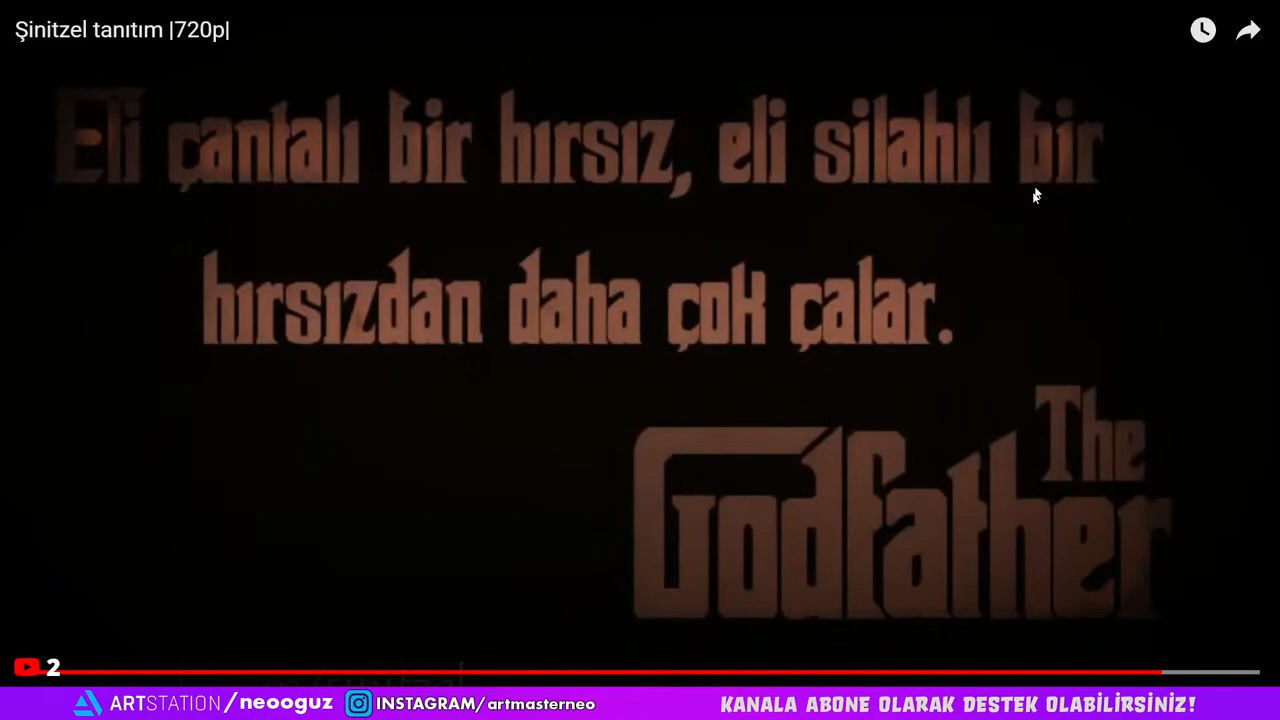 Şinitzel tanıtım |720p|
Eli çantalı bir hırsız, eli silahlı bir
hırsızdan daha çok çalar.
The
Godfather
2
ARTSTATION/neooguz INSTAGRAM/artmasterneo KANALA ABONE OLARAK DESTEK OLABİLİRSİNİZ!